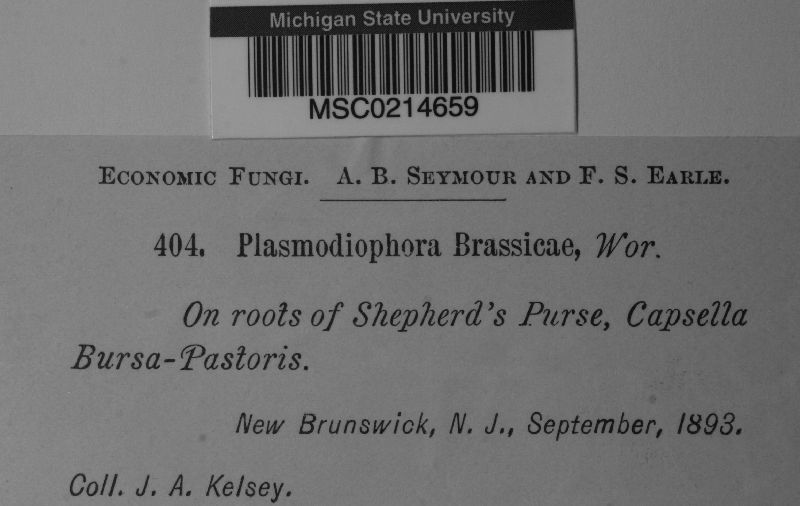 Michigan State University
MSC0214659
Economic Fungi. A. B. Seymour and F. S. Earle.
404. Plasmodiophora Brassicae, Wor.
On roots of Shepherd's Purse, Capsella
Bursa-Pastoris.
New Brunswick, N. J., September, 1893.
Coll. J. A. Kelsey.